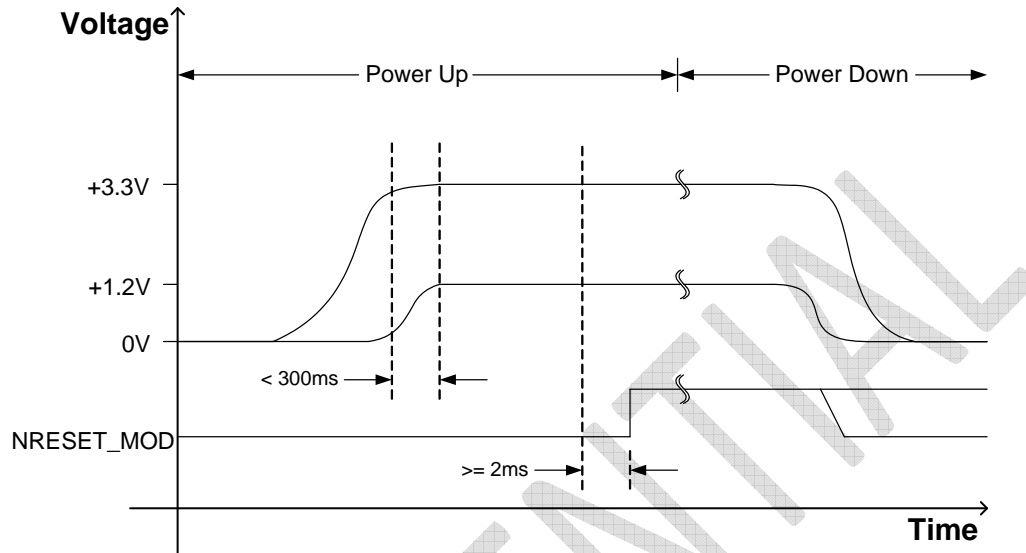 Voltage
Power Up
Power Down
+3.3V
+1.2V
0V
< 300ms
NRESET_MOD
>= 2ms
Time